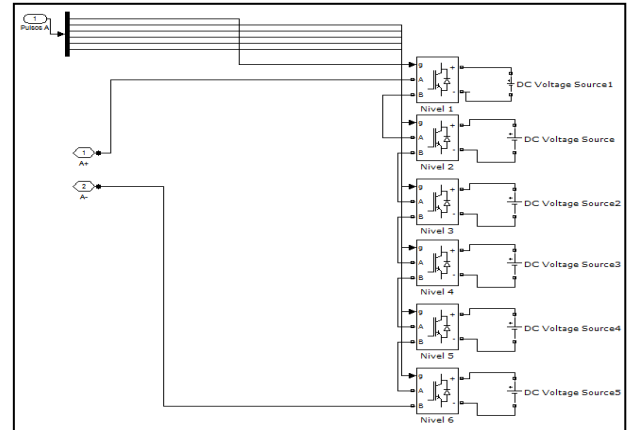 1
Pulsos A
g
A
B
+
-
Nivel 1
DC Voltage Source1
g
A
B
+
-
Nivel 2
DC Voltage Source
1
A+
2
A-
g
A
B
+
-
Nivel 3
DC Voltage Source2
g
A
B
+
-
Nivel 4
DC Voltage Source3
g
A
B
+
-
Nivel 5
DC Voltage Source4
g
A
B
+
-
Nivel 6
DC Voltage Source5